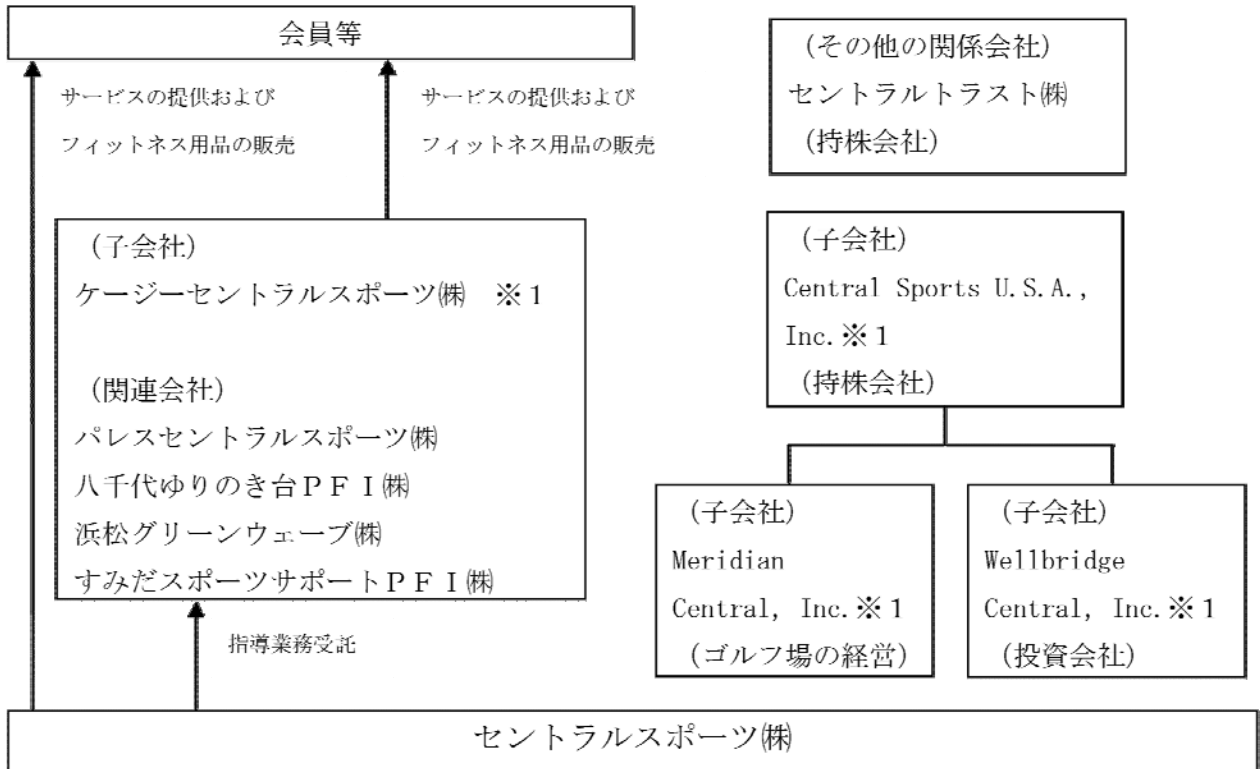 会員等
サービスの提供および
フィットネス用品の販売
サービスの提供および
フィットネス用品の販売
(その他の関係会社)
セントラルトラスト㈱
(持株会社)
(子会社)
ケージーセントラルスポーツ㈱　※1
(関連会社)
パレスセントラルスポーツ㈱
八千代ゆりのき台ＰＦＩ㈱
浜松グリーンウェーブ㈱
すみだスポーツサポートＰＦＩ㈱
(子会社)
Central Sports U.S.A.,
Inc.※1
(持株会社)
(子会社)
Meridian
Central, Inc.※1
(ゴルフ場の経営)
(子会社)
Wellbridge
Central, Inc.※1
(投資会社)
指導業務受託
セントラルスポーツ㈱